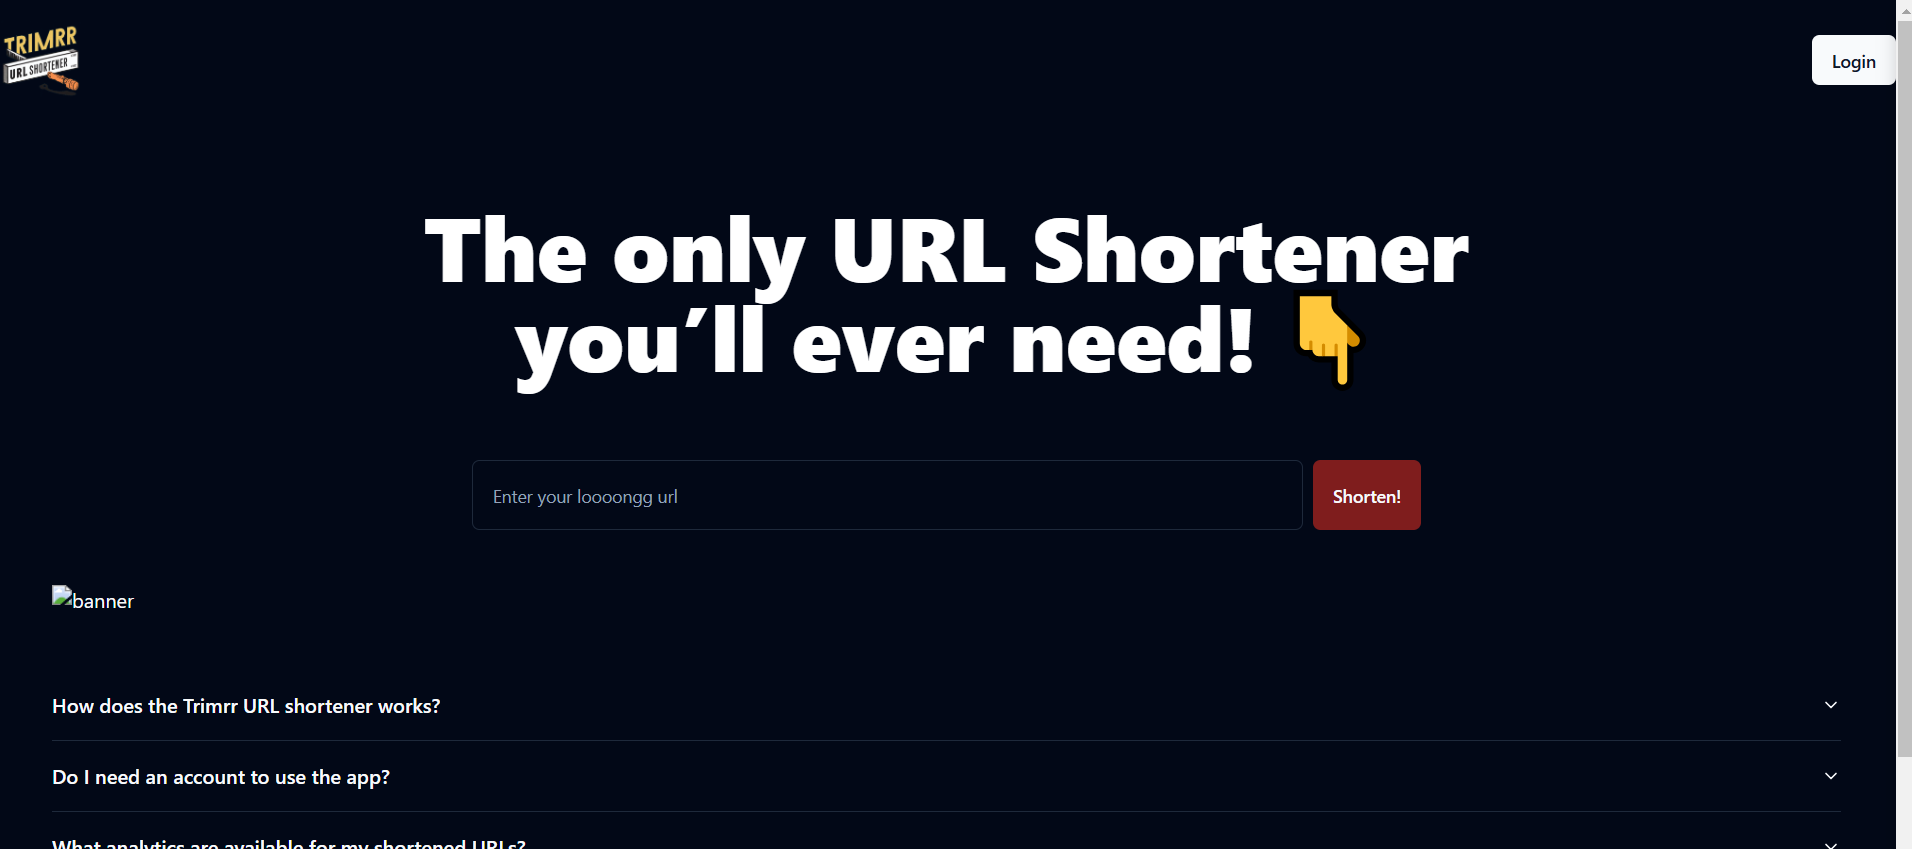 TRIMRR
URL SHORTENER
Login
The only URL Shortener
you’ll ever need! 👇
Enter your loooongg url
Shorten!
banner
How does the Trimrr URL shortener works?
Do I need an account to use the app?
What analytics are available for my shortened URLs?